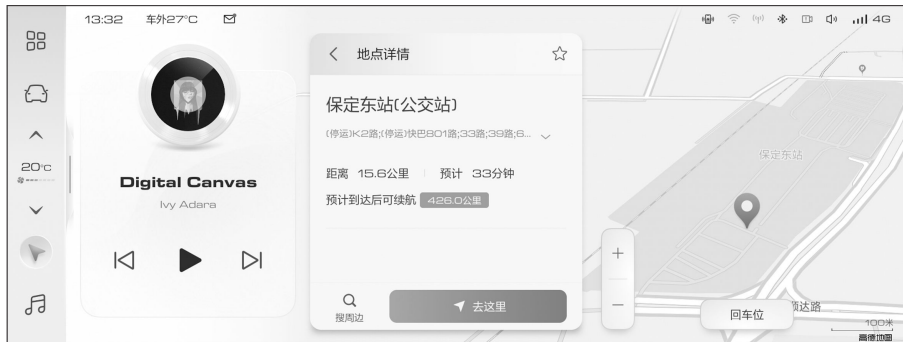 13:32 车外27°C
4G
20°C
Digital Canvas
Ivy Adara
地点详情
保定东站(公交站)
(停运)K2路;(停运)快巴801路;33路;39路;6...
距离 15.6公里 预计 33分钟
预计到达后可续航 426.0公里
搜周边
去这里
保定东站
回车位
颐达路
100米
高德地图